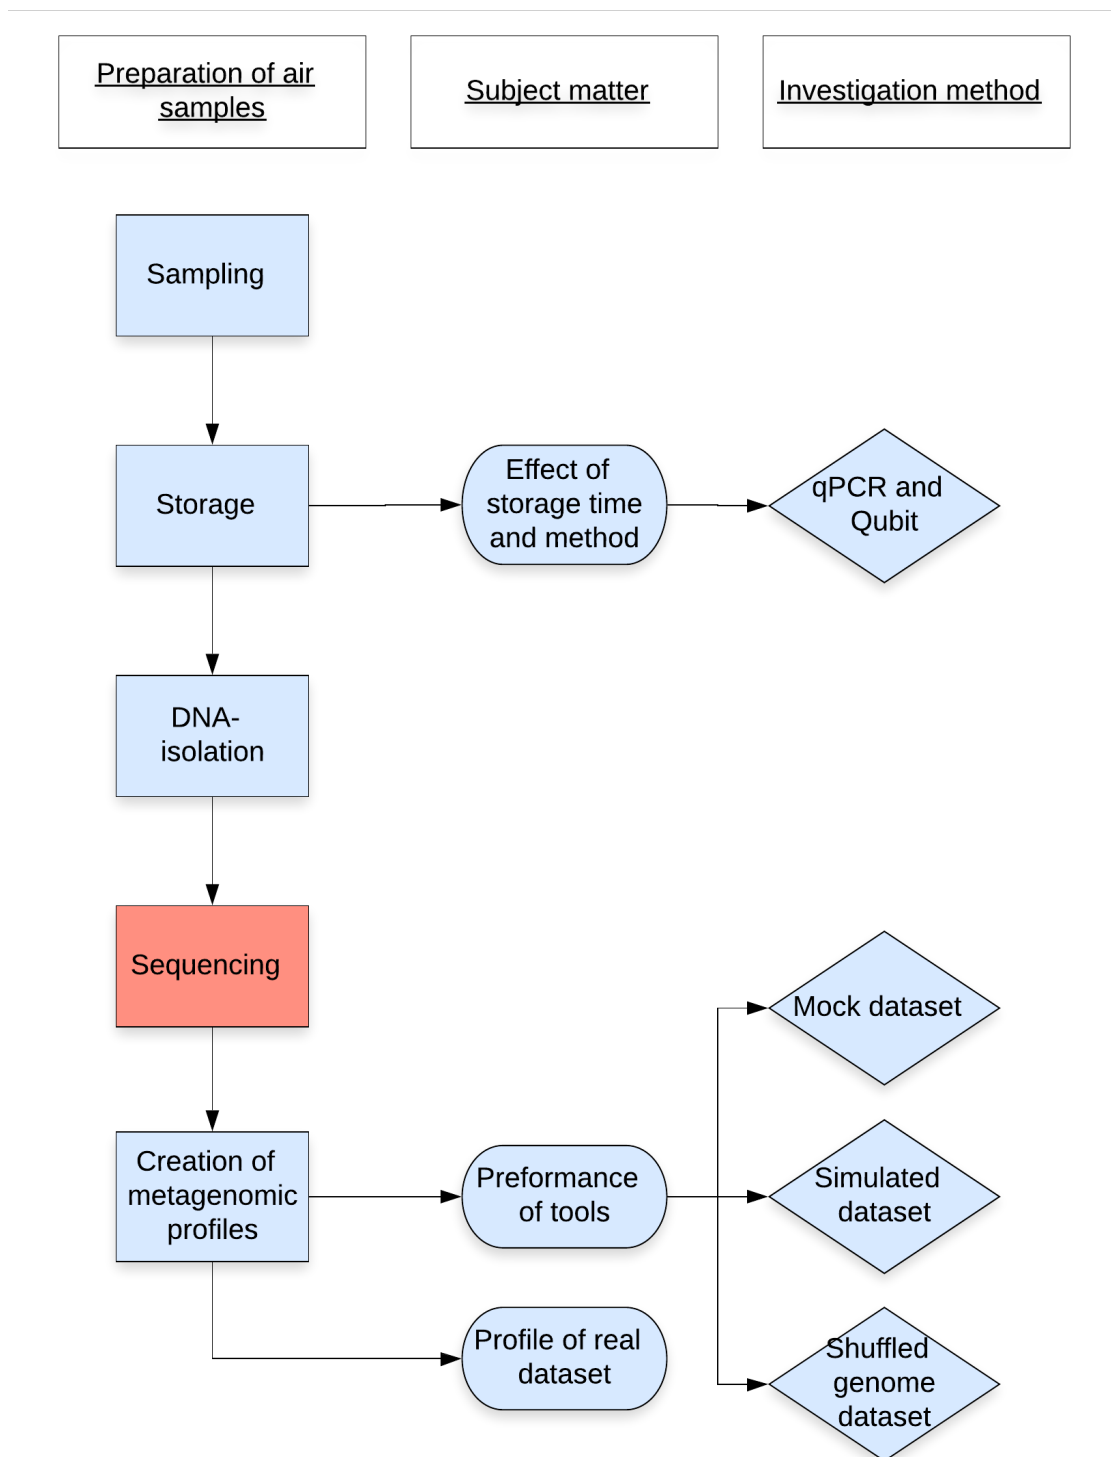 Preparation of air
samples
Subject matter
Investigation method
Sampling
Storage
Effect of
storage time
and method
qPCR and
Qubit
DNA-
isolation
Sequencing
Mock dataset
Creation of
metagenomic
profiles
Preformance
of tools
Simulated
dataset
Profile of real
dataset
Shuffled
genome
dataset